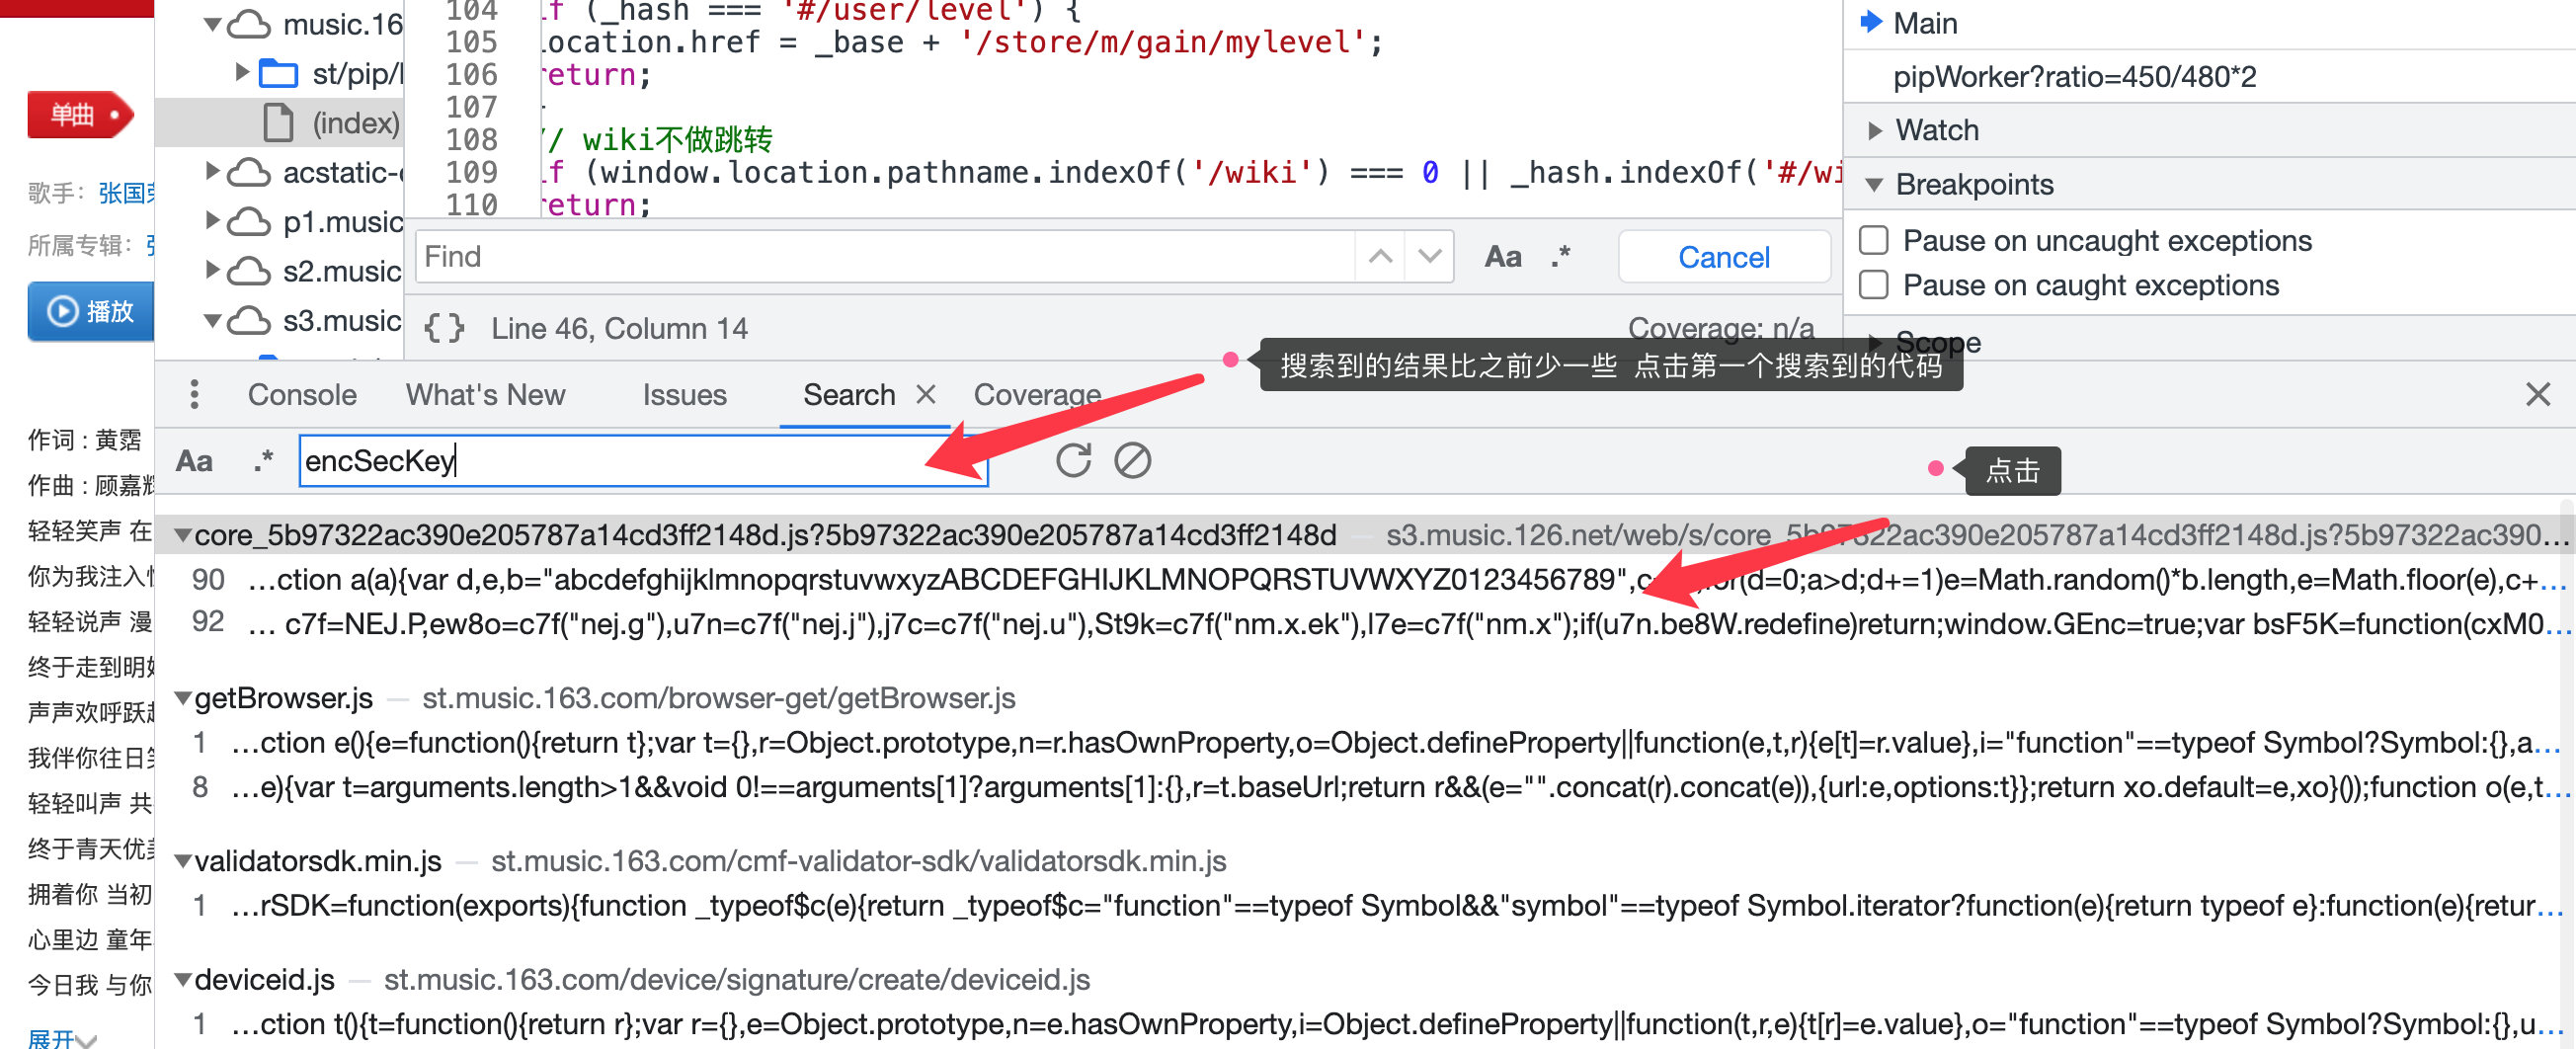 单曲
歌手：张国荣
所属专辑：
播放
作词 : 黄霑
作曲 : 顾嘉辉
轻轻笑声 在
你为我注入
轻轻说声 漫
终于走到明
声声欢呼跃
我伴你往日
轻轻叫声 共
终于青天优
拥着你 当初
心里边 童年
今日我 与你
展开
music.16
st/pip/
(index)
acstatic-
p1.music
s2.music
s3.music
104 if (_hash === '#/user/level') {
105 location.href = _base + '/store/m/gain/mylevel';
106 return;
107
108 // wiki不做跳转
109 if (window.location.pathname.indexOf('/wiki') === 0 || _hash.indexOf('#/wi
110 return;
Find
Aa .* Cancel
{} Line 46, Column 14
Coverage: n/a
Main
pipWorker?ratio=450/480*2
Watch
Breakpoints
Pause on uncaught exceptions
Pause on caught exceptions
Scope
搜索到的结果比之前少一些 点击第一个搜索到的代码
Console What's New Issues Search Coverage
Aa .* encSecKey
点击
core_5b97322ac390e205787a14cd3ff2148d.js?5b97322ac390e205787a14cd3ff2148d — s3.music.126.net/web/s/core_5b97322ac390e205787a14cd3ff2148d.js?5b97322ac390…
90 …ction a(a){var d,e,b="abcdefghijklmnopqrstuvwxyzABCDEFGHIJKLMNOPQRSTUVWXYZ0123456789",c for(d=0;a>d;d+=1)e=Math.random()*b.length,e=Math.floor(e),c+…
92 … c7f=NEJ.P,ew8o=c7f("nej.g"),u7n=c7f("nej.j"),j7c=c7f("nej.u"),St9k=c7f("nm.x.ek"),l7e=c7f("nm.x");if(u7n.be8W.redefine)return;window.GEnc=true;var bsF5K=function(cxM0…
getBrowser.js — st.music.163.com/browser-get/getBrowser.js
1 …ction e(){e=function(){return t};var t={},r=Object.prototype,n=r.hasOwnProperty,o=Object.defineProperty||function(e,t,r){e[t]=r.value},i="function"==typeof Symbol?Symbol:{},a…
8 …e){var t=arguments.length>1&&void 0!==arguments[1]?arguments[1]:{},r=t.baseUrl;return r&&(e="".concat(r).concat(e)),{url:e,options:t}};return xo.default=e,xo}());function o(e,t…
validatorsdk.min.js — st.music.163.com/cmf-validator-sdk/validatorsdk.min.js
1 …rSDK=function(exports){function _typeof$c(e){return _typeof$c="function"==typeof Symbol&&"symbol"==typeof Symbol.iterator?function(e){return typeof e}:function(e){retur…
deviceid.js — st.music.163.com/device/signature/create/deviceid.js
1 …ction t(){t=function(){return r};var r={},e=Object.prototype,n=e.hasOwnProperty,i=Object.defineProperty||function(t,r,e){t[r]=e.value},o="function"==typeof Symbol?Symbol:{},u…